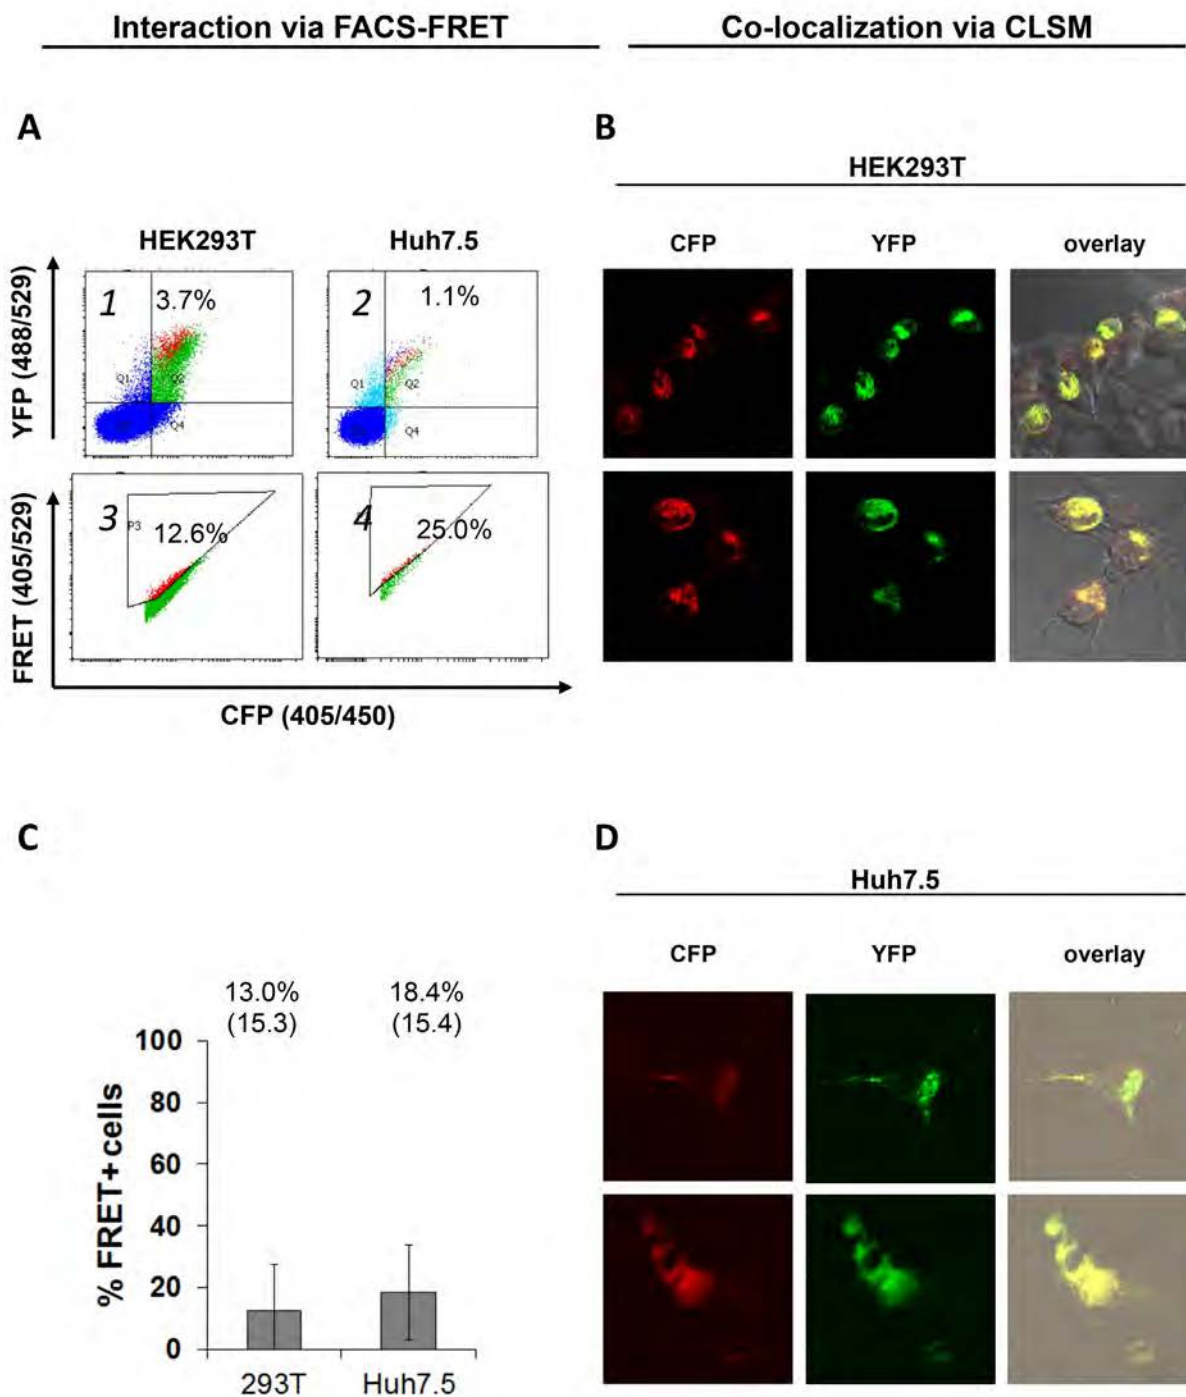 Interaction via FACS-FRET
Co-localization via CLSM
A
HEK293T
Huh7.5
YFP (488/529)
1
3.7%
Q1
Q2
Q4
2
1.1%
Q1
Q2
Q4
FRET (405/529)
3
P3
12.6%
4
25.0%
CFP (405/450)
B
HEK293T
CFP
YFP
overlay
C
13.0%
(15.3)
18.4%
(15.4)
% FRET+ cells
100
80
60
40
20
0
293T
Huh7.5
D
Huh7.5
CFP
YFP
overlay